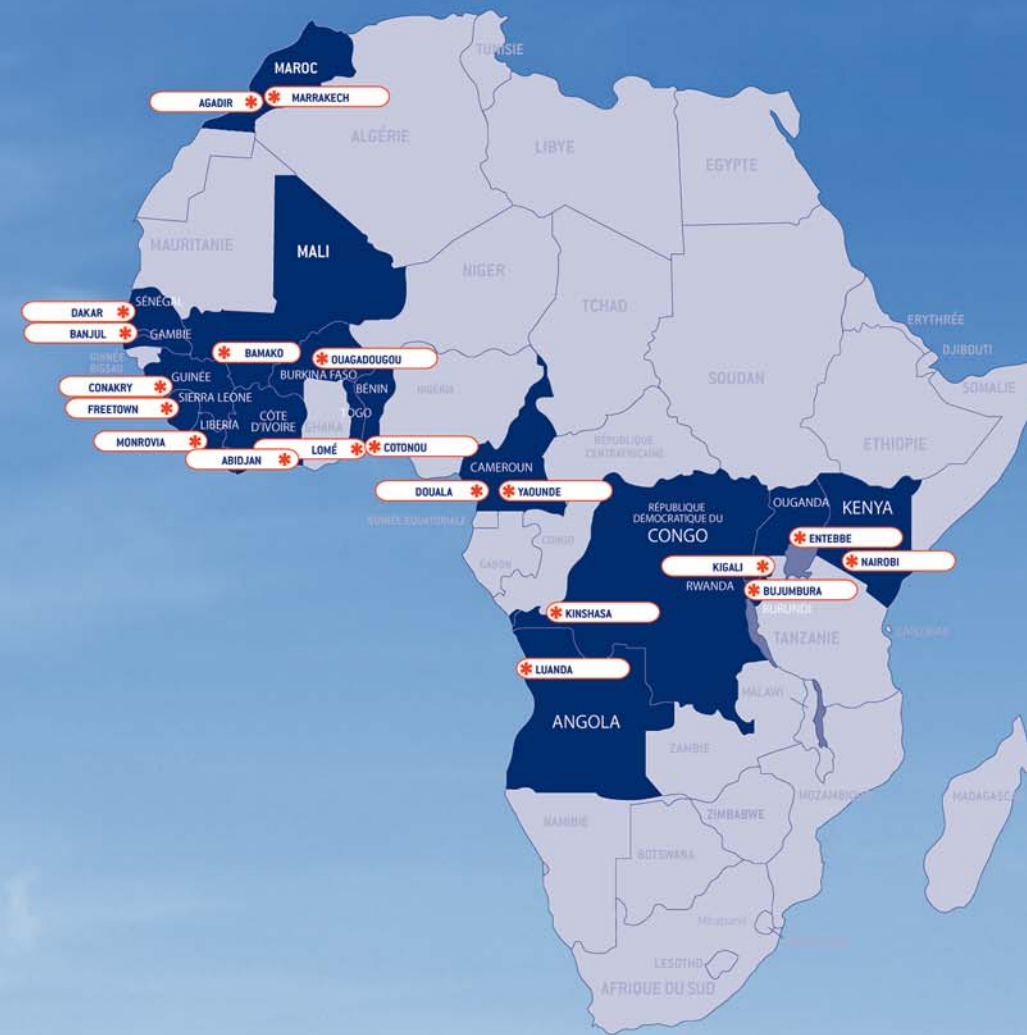 TUNISIE
MAROC
AGADIR
MARRAKECH
ALGÉRIE
LIBYE
EGYPTE
MAURITANIE
MALI
NIGER
TCHAD
SOUDAN
ERYTHRÉE
DJIBOUTI
SOMALIE
ETHIOPIE
SÉNÉGAL
DAKAR
BANJUL
GAMBIE
GUINÉE
BISSAU
BAMAKO
OUAGADOUGOU
BURKINA FASO
BÉNIN
NIGÉRIA
CONAKRY
GUINÉE
SIERRA LEONE
FREETOWN
LIBERIA
CÔTE
D'IVOIRE
GHANA
TOGO
MONROVIA
ABIDJAN
LOMÉ
COTONOU
RÉPUBLIQUE
CENTRAFRICAINE
CAMEROUN
DOUALA
YAOUNDE
GUINÉE EQUATORIALE
GABON
CONGO
RÉPUBLIQUE
DÉMOCRATIQUE DU
CONGO
OUGANDA
KENYA
ENTEBBE
NAIROBI
KIGALI
RWANDA
BUJUMBURA
BURUNDI
KINSHASA
TANZANIE
ZANZIBAR
LUANDA
ANGOLA
MALAWI
ZAMBIE
MOZAMBIQUE
MADAGASC
NAMIBIE
ZIMBABWE
BOTSWANA
LESOTHO
AFRIQUE DU SUD